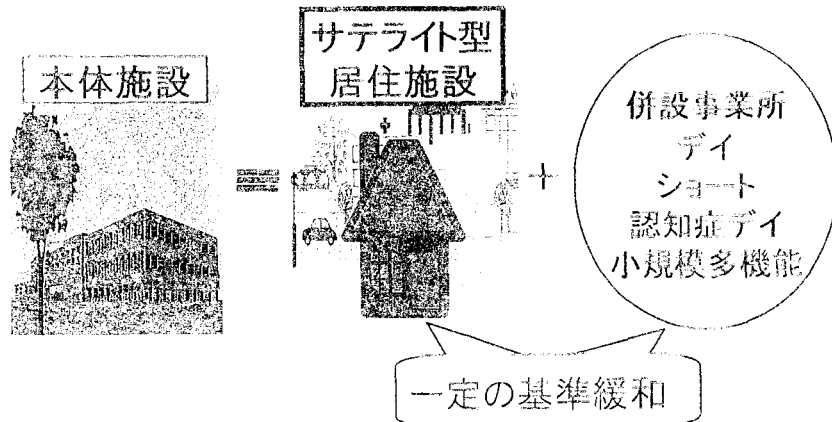 本体施設
サテライト型
居住施設
＝
＋
併設事業所
デイ
ショート
認知症デイ
小規模多機能
一定の基準緩和